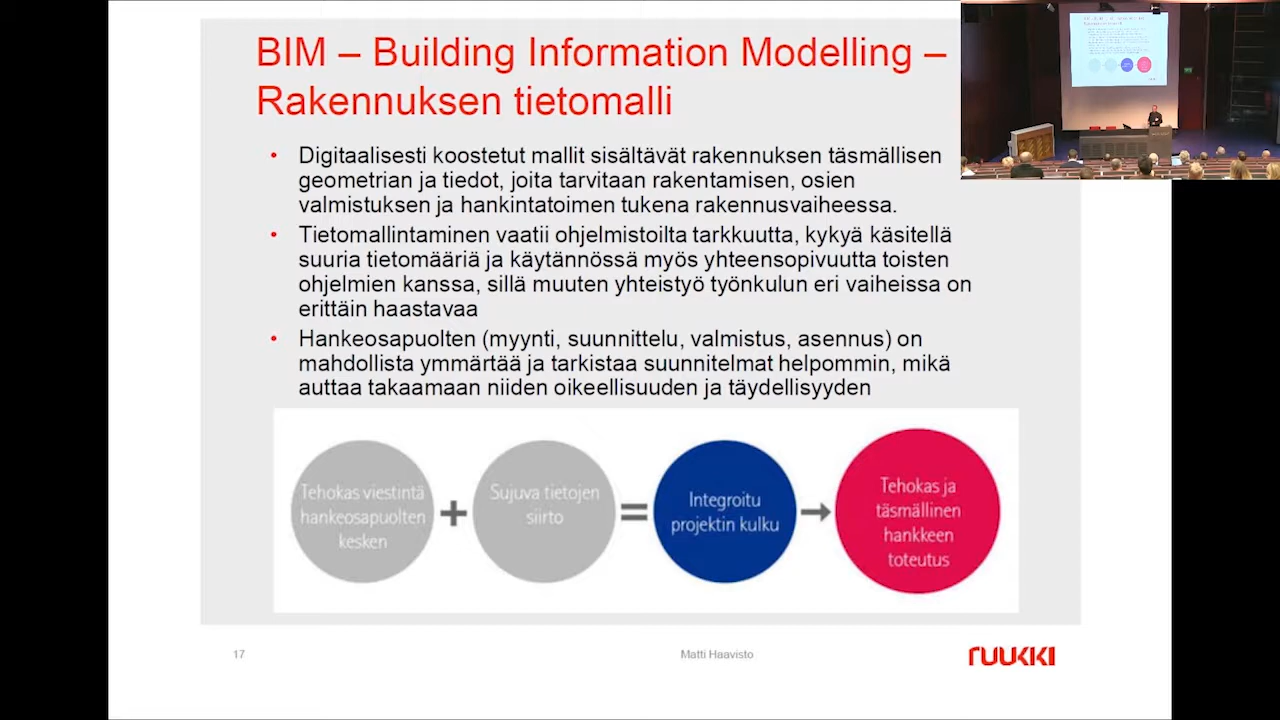 BIM – Building Information Modelling –
Rakennuksen tietomalli
• Digitaalisesti koostetut mallit sisältävät rakennuksen täsmällisen
geometrian ja tiedot, joita tarvitaan rakentamisen, osien
valmistuksen ja hankintatoimen tukena rakennusvaiheessa.
• Tietomallintaminen vaatii ohjelmistoilta tarkkuutta, kykyä käsitellä
suuria tietomääriä ja käytännössä myös yhteensopivuutta toisten
ohjelmien kanssa, sillä muuten yhteistyö työnkulun eri vaiheissa on
erittäin haastavaa
• Hankeosapuolten (myynti, suunnittelu, valmistus, asennus) on
mahdollista ymmärtää ja tarkistaa suunnitelmat helpommin, mikä
auttaa takaamaan niiden oikeellisuuden ja täydellisyyden
Tehokas viestintä
hankeosapuolten
kesken
+
Sujuva tietojen
siirto
=
Integroitu
projektin kulku
→
Tehokas ja
täsmällinen
hankkeen
toteutus
17
Matti Haavisto
RUUKKI